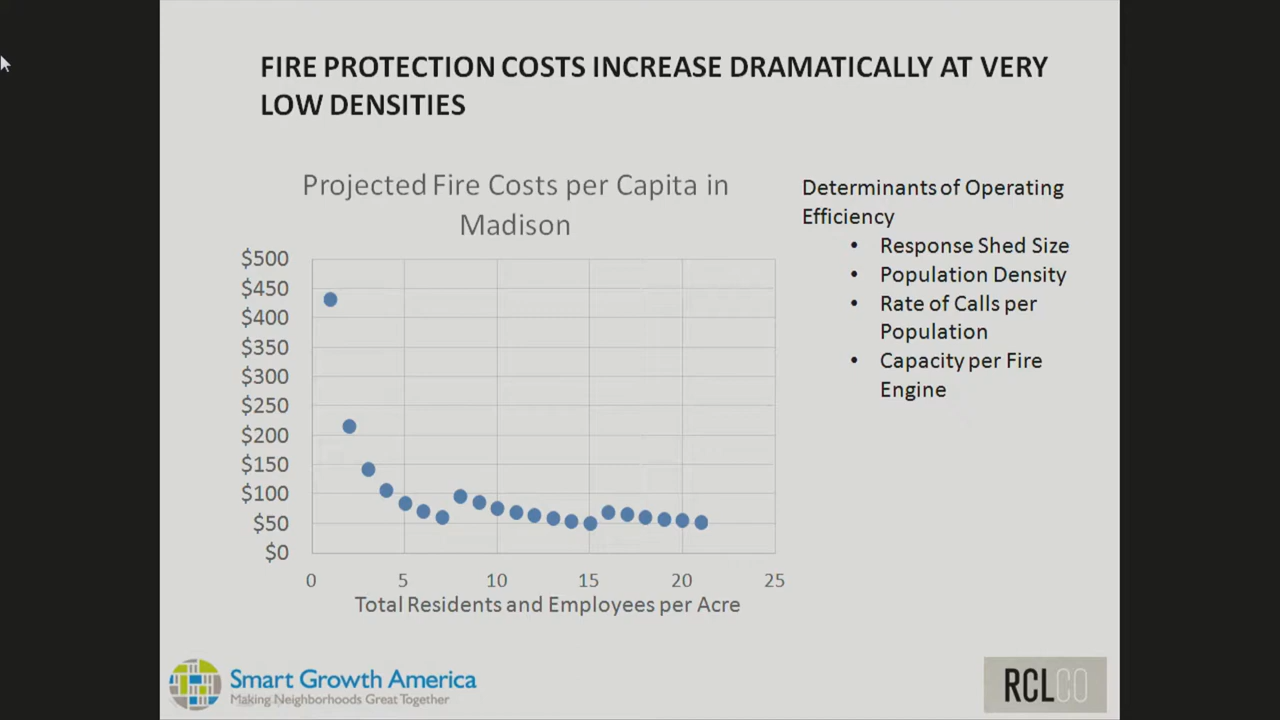 FIRE PROTECTION COSTS INCREASE DRAMATICALLY AT VERY
LOW DENSITIES
Projected Fire Costs per Capita in
Madison
$500
$450
$400
$350
$300
$250
$200
$150
$100
$50
$0
0 5 10 15 20 25
Total Residents and Employees per Acre
Determinants of Operating
Efficiency
• Response Shed Size
• Population Density
• Rate of Calls per
Population
• Capacity per Fire
Engine
Smart Growth America
Making Neighborhoods Great Together
RCLCO